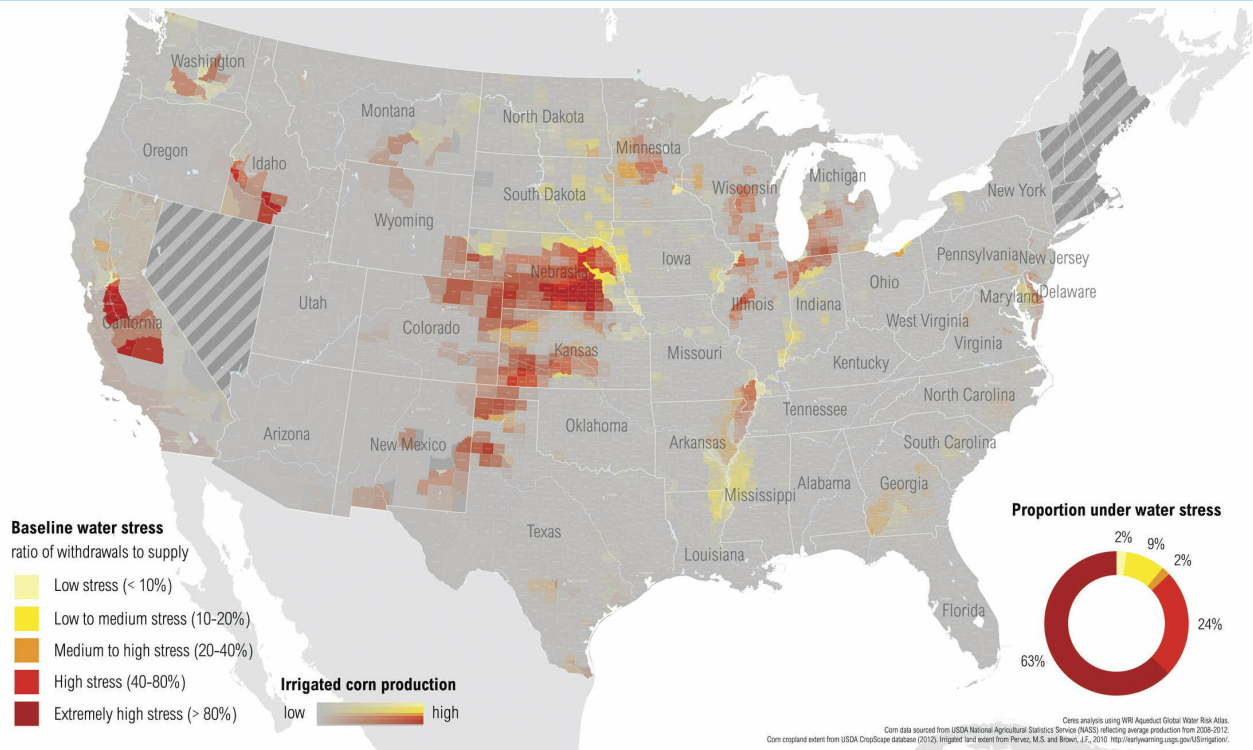 Washington
Montana
North Dakota
Minnesota
Oregon
Idaho
Wisconsin
Michigan
South Dakota
New York
Wyoming
Nebraska
Iowa
Pennsylvania
New Jersey
Ohio
Utah
Illinois
Indiana
Maryland
Delaware
California
Colorado
West Virginia
Kansas
Missouri
Virginia
Kentucky
North Carolina
Tennessee
Arizona
New Mexico
Oklahoma
Arkansas
South Carolina
Mississippi
Alabama
Georgia
Texas
Louisiana
Florida
Baseline water stress
ratio of withdrawals to supply
Low stress (< 10%)
Low to medium stress (10-20%)
Medium to high stress (20-40%)
High stress (40-80%)
Extremely high stress (> 80%)
Irrigated corn production
low
high
Proportion under water stress
2%
9%
2%
24%
63%
Ceres analysis using WRI Aqueduct Global Water Risk Atlas.
Corn data sourced from USDA National Agricultural Statistics Service (NASS) reflecting average production from 2008-2012.
Corn cropland extent from USDA CropScape database (2012). Irrigated land extent from Pervez, M.S. and Brown, J.F., 2010 http://earlywarning.usgs.gov/USirrigation/.